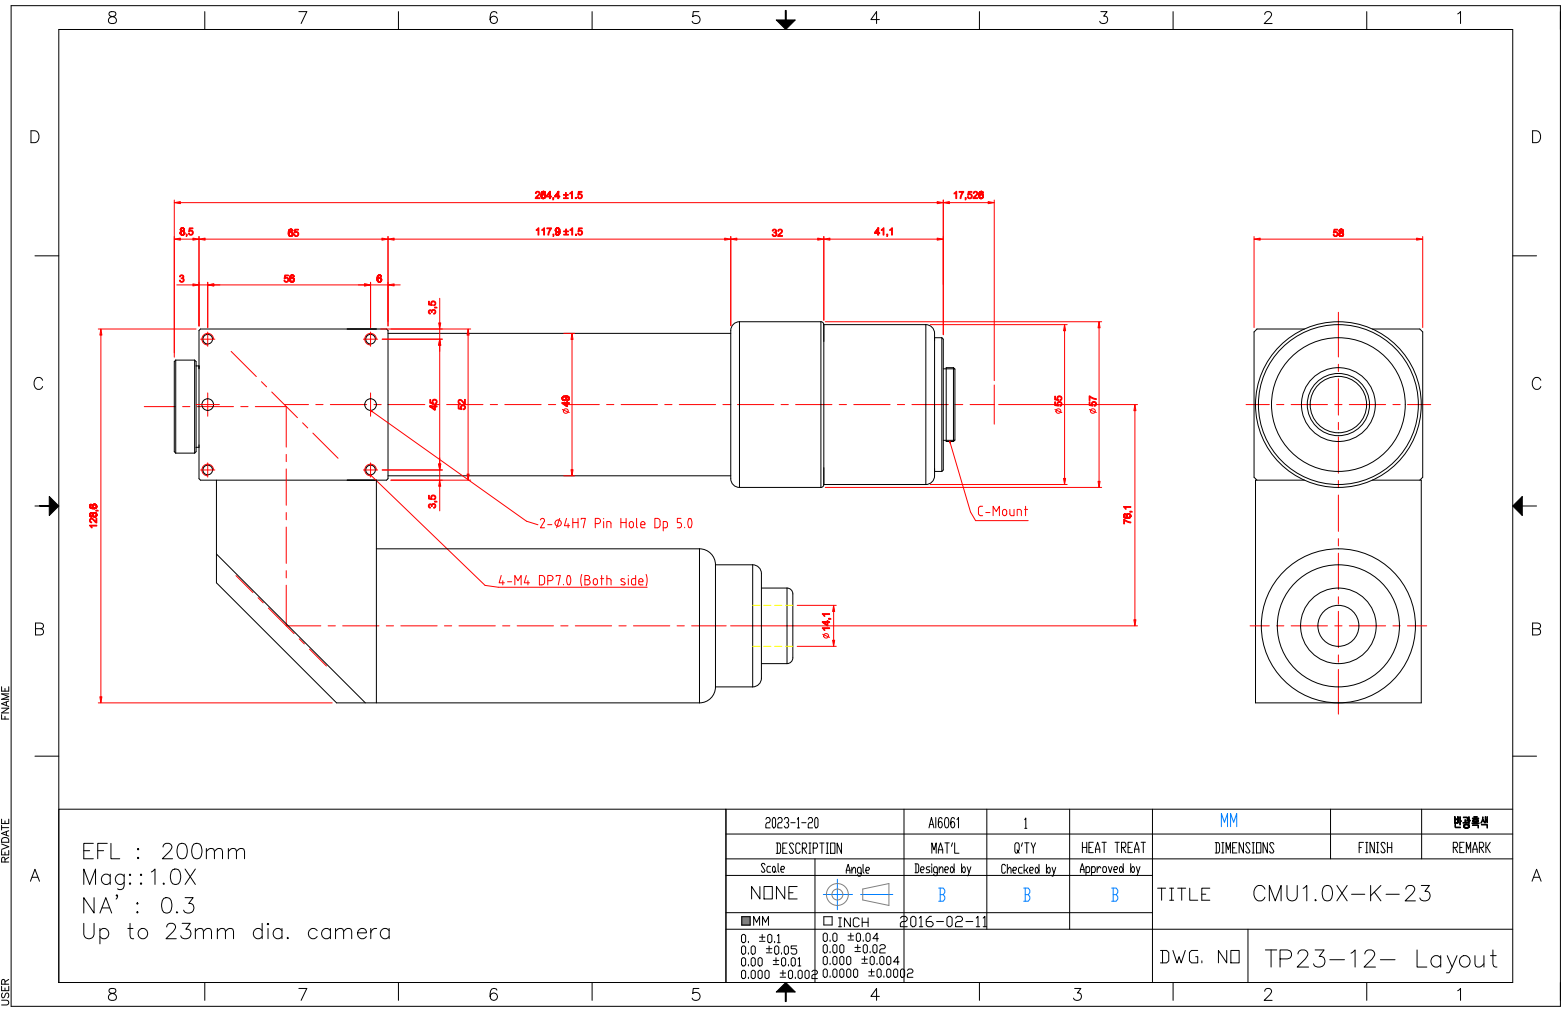 8 7 6 5 4 3 2 1
D D
264,4 ±1.5 17,526
8,5 65 117,9 ±1.5 32 41,1 58
3 56 6
3,5
C C
45 52 ⌀49 ⌀55 ⌀57
3,5
128,6
2-Φ4H7 Pin Hole Dp 5.0
C-Mount
76,1
4-M4 DP7.0 (Both side)
⌀14,1
B B
FNAME
REVDATE
USER
A A
EFL : 200mm
Mag::1.0X
NA' : 0.3
Up to 23mm dia. camera
2023-1-20 Al6061 1 MM 반광흑색
DESCRIPTION MAT'L Q'TY HEAT TREAT DIMENSIONS FINISH REMARK
Scale Angle Designed by Checked by Approved by
NONE B B B TITLE CMU1.0X-K-23
MM INCH 2016-02-11
0. ±0.1 0.0 ±0.04
0.0 ±0.05 0.00 ±0.02
0.00 ±0.01 0.000 ±0.004
0.000 ±0.002 0.0000 ±0.0002
DWG. NO TP23-12- Layout
8 7 6 5 4 3 2 1